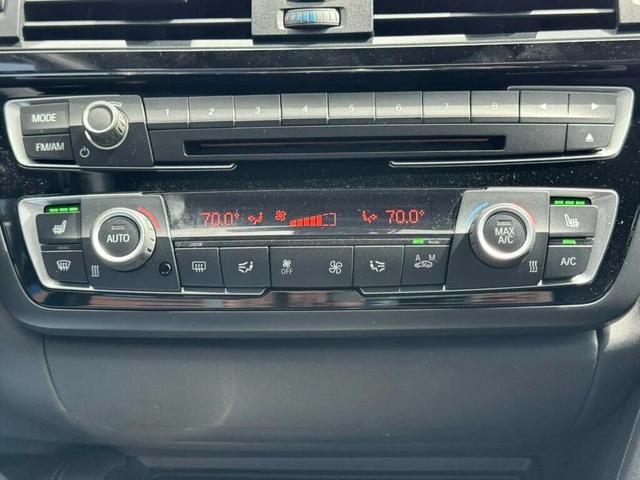 MODE
1 2 3 4 5 6 7 8
FM/AM
70.0° 70.0°
AUTO
MAX A/C
OFF
A M
A/C